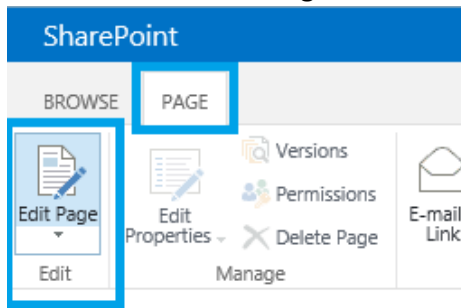 SharePoint
BROWSE PAGE
Edit Page
Edit
Edit
Properties
Versions
Permissions
Delete Page
Manage
E-mail
Link